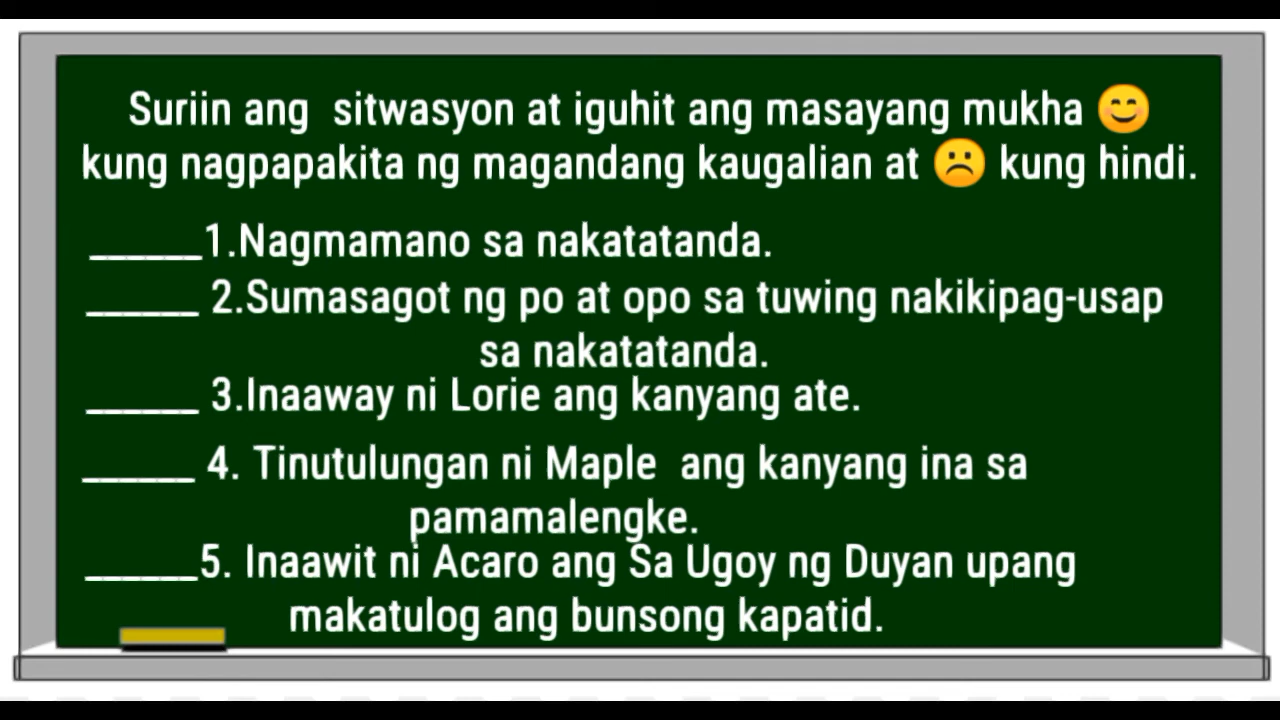 Suriin ang sitwasyon at iguhit ang masayang mukha 😊
kung nagpapakita ng magandang kaugalian at ☹️ kung hindi.
______1.Nagmamano sa nakatatanda.
______ 2.Sumasagot ng po at opo sa tuwing nakikipag-usap
sa nakatatanda.
______ 3.Inaaway ni Lorie ang kanyang ate.
______ 4. Tinutulungan ni Maple ang kanyang ina sa
pamamalengke.
______5. Inaawit ni Acaro ang Sa Ugoy ng Duyan upang
makatulog ang bunsong kapatid.